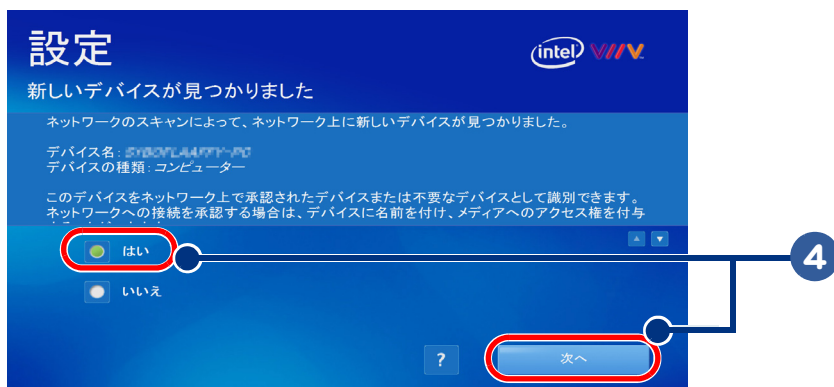 設定
intel VIIV
新しいデバイスが見つかりました
ネットワークのスキャンによって、ネットワーク上に新しいデバイスが見つかりました。
デバイス名:
デバイスの種類:コンピューター
このデバイスをネットワーク上で承認されたデバイスまたは不要なデバイスとして識別できます。
ネットワークへの接続を承認する場合は、デバイスに名前を付け、メディアへのアクセス権を付与
はい
4
いいえ
?
次へ